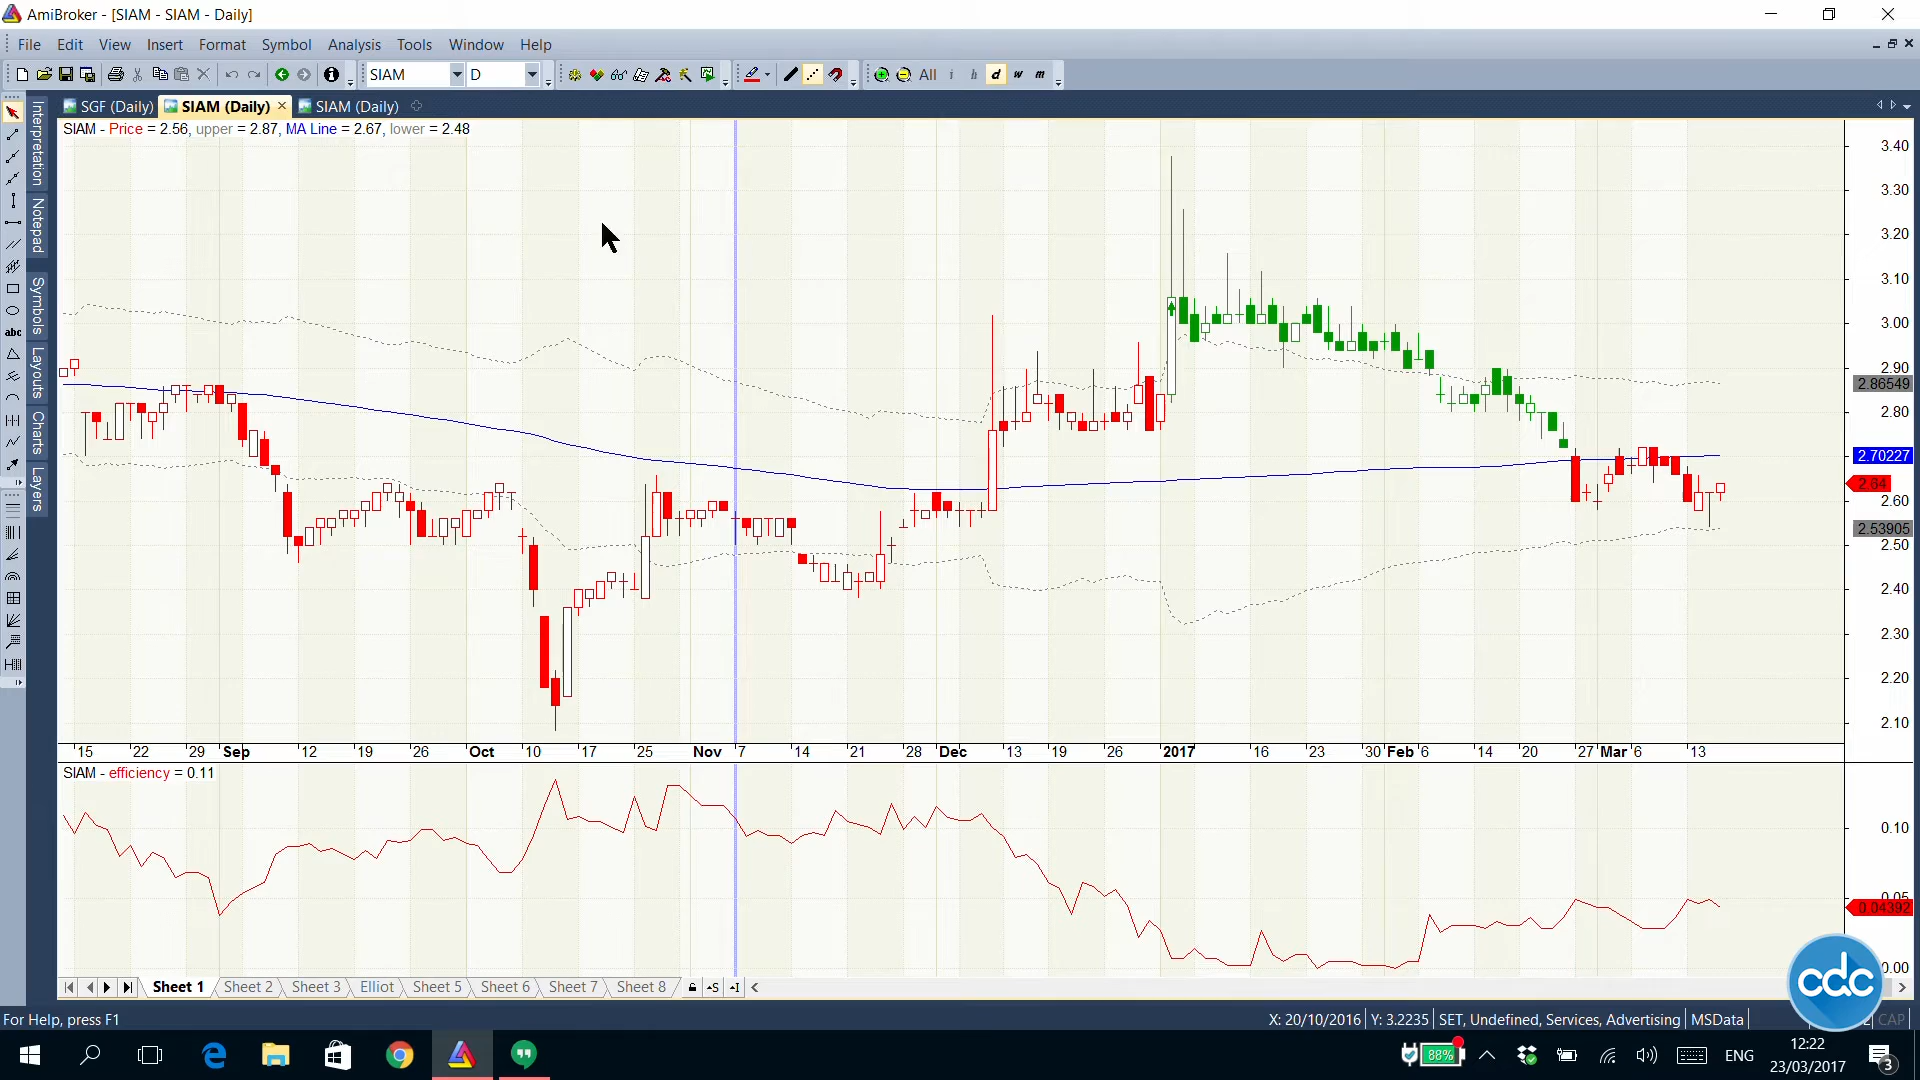 AmiBroker - [SIAM - SIAM - Daily]
File Edit View Insert Format Symbol Analysis Tools Window Help
SIAM D All i h d w m
SGF (Daily) SIAM (Daily) SIAM (Daily)
SIAM - Price = 2.56, upper = 2.87, MA Line = 2.67, lower = 2.48
Interpretation
Notepad
Symbols
Layouts
Charts
Layers
abc
3.40
3.30
3.20
3.10
3.00
2.90
2.86549
2.80
2.70227
2.64
2.60
2.53905
2.50
2.40
2.30
2.20
2.10
15 22 29 Sep 12 19 26 Oct 10 17 25 Nov 7 14 21 28 Dec 13 19 26 2017 16 23 30 Feb 6 14 20 27 Mar 6 13
SIAM - efficiency = 0.11
0.10
0.05
0.04392
0.00
cdc
Sheet 1 Sheet 2 Sheet 3 Elliot Sheet 5 Sheet 6 Sheet 7 Sheet 8
For Help, press F1
X: 20/10/2016 Y: 3.2235 SET, Undefined, Services, Advertising MSData CAP
88% ENG 12:22
23/03/2017 3